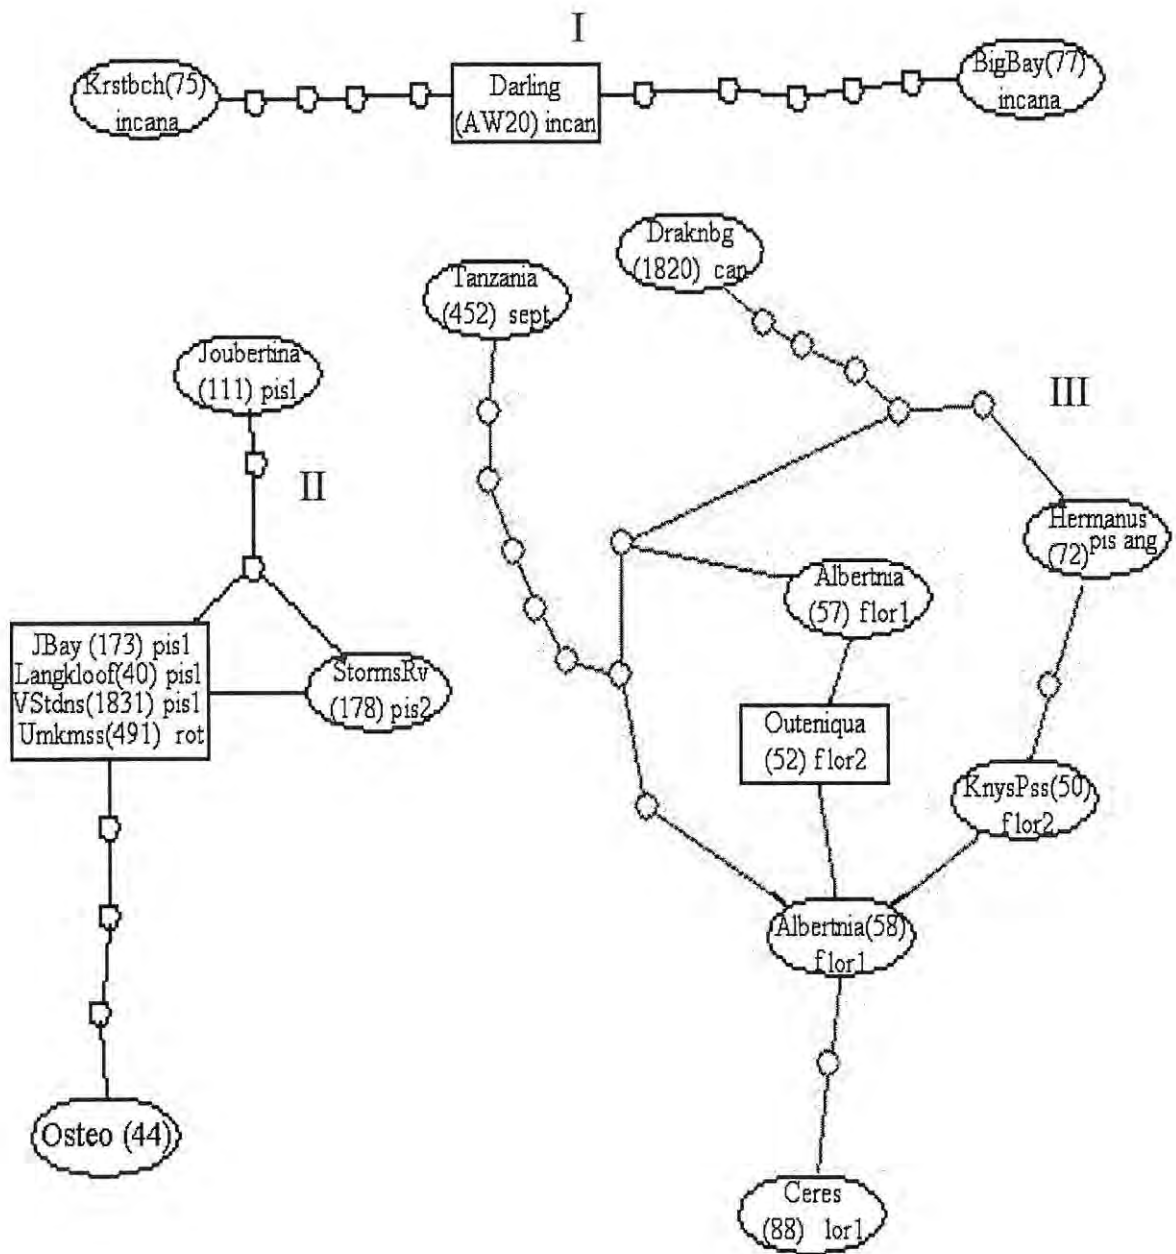 I
Krstbch(75)
incana
Darling
(AW20) incan
BigBay(77)
incana
Draknbg
(1820) cap
Tanzania
(452) sept
Joubertina
(111) pis1
II
III
Hermanus
(72) pis ang
Albertnia
(57) flor1
JBay (173) pis1
Langkloof(40) pis1
VStdns(1831) pis1
Umkmss(491) rot
StormsRv
(178) pis2
Outeniqua
(52) flor2
KnysPss(50)
flor2
Albertnia(58)
flor1
Osteo (44)
Ceres
(88) lor1